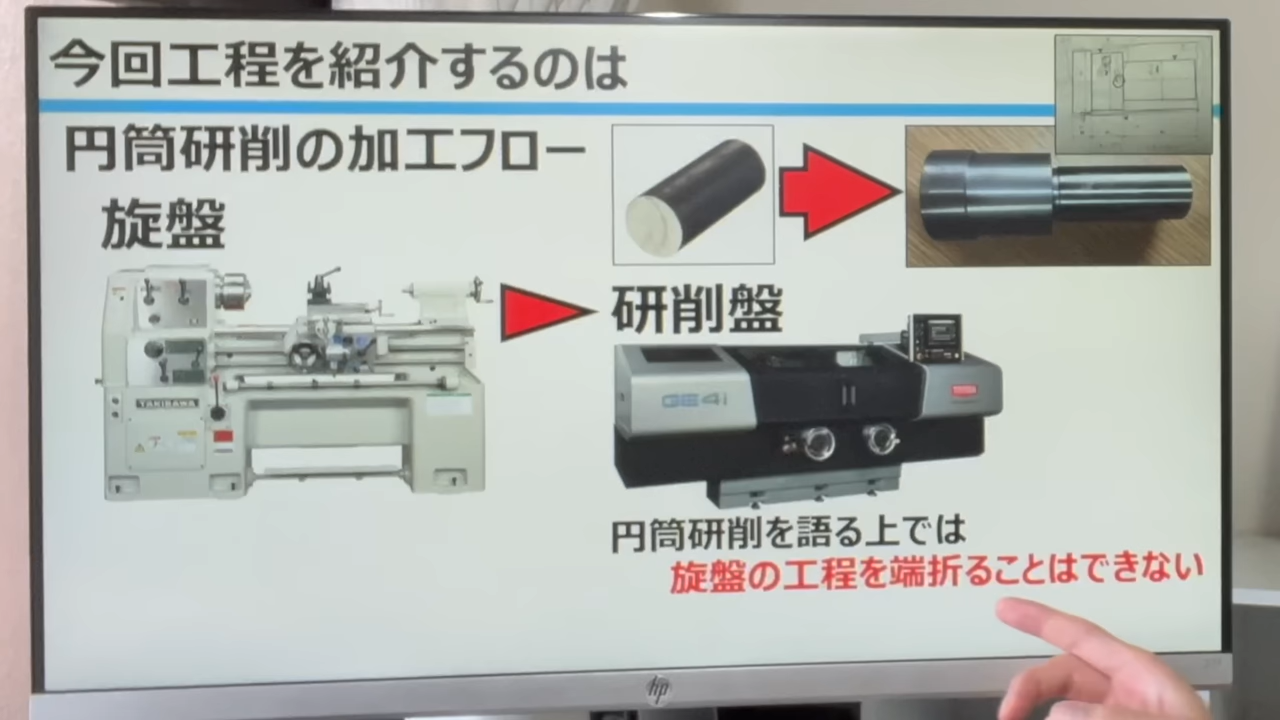 今回工程を紹介するのは
円筒研削の加工フロー
旋盤
研削盤
TAKISAWA
GE4i
円筒研削を語る上では
旋盤の工程を端折ることはできない
hp